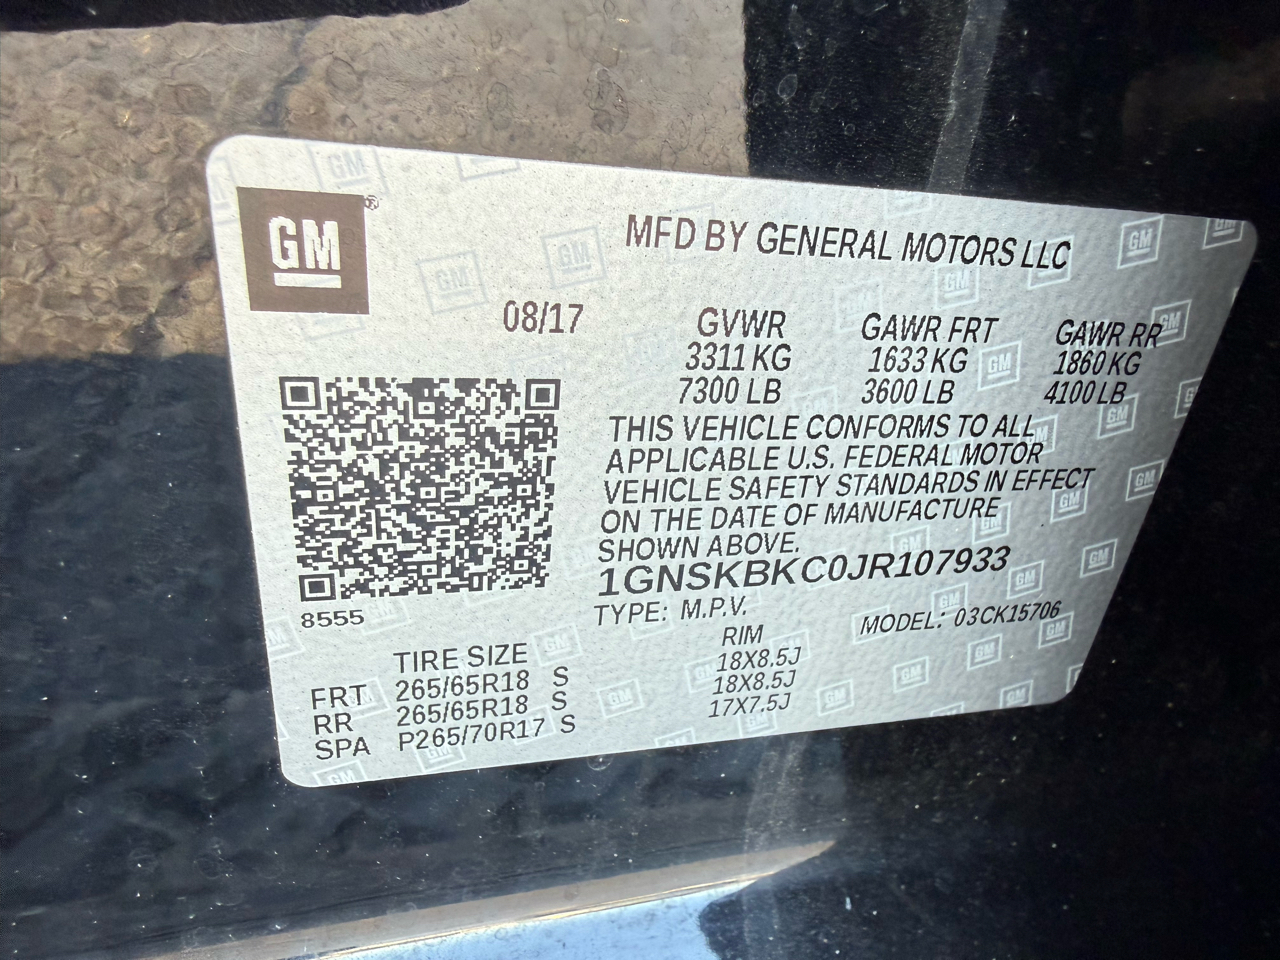 GM
MFD BY GENERAL MOTORS LLC
08/17
GVWR GAWR FRT GAWR RR
3311 KG 1633 KG 1860 KG
7300 LB 3600 LB 4100 LB
THIS VEHICLE CONFORMS TO ALL
APPLICABLE U.S. FEDERAL MOTOR
VEHICLE SAFETY STANDARDS IN EFFECT
ON THE DATE OF MANUFACTURE
SHOWN ABOVE.
1GNSKBKC0JR107933
8555
TYPE: M.P.V. MODEL: 03CK15706
TIRE SIZE RIM
FRT 265/65R18 S 18X8.5J
RR 265/65R18 S 18X8.5J
SPA P265/70R17 S 17X7.5J